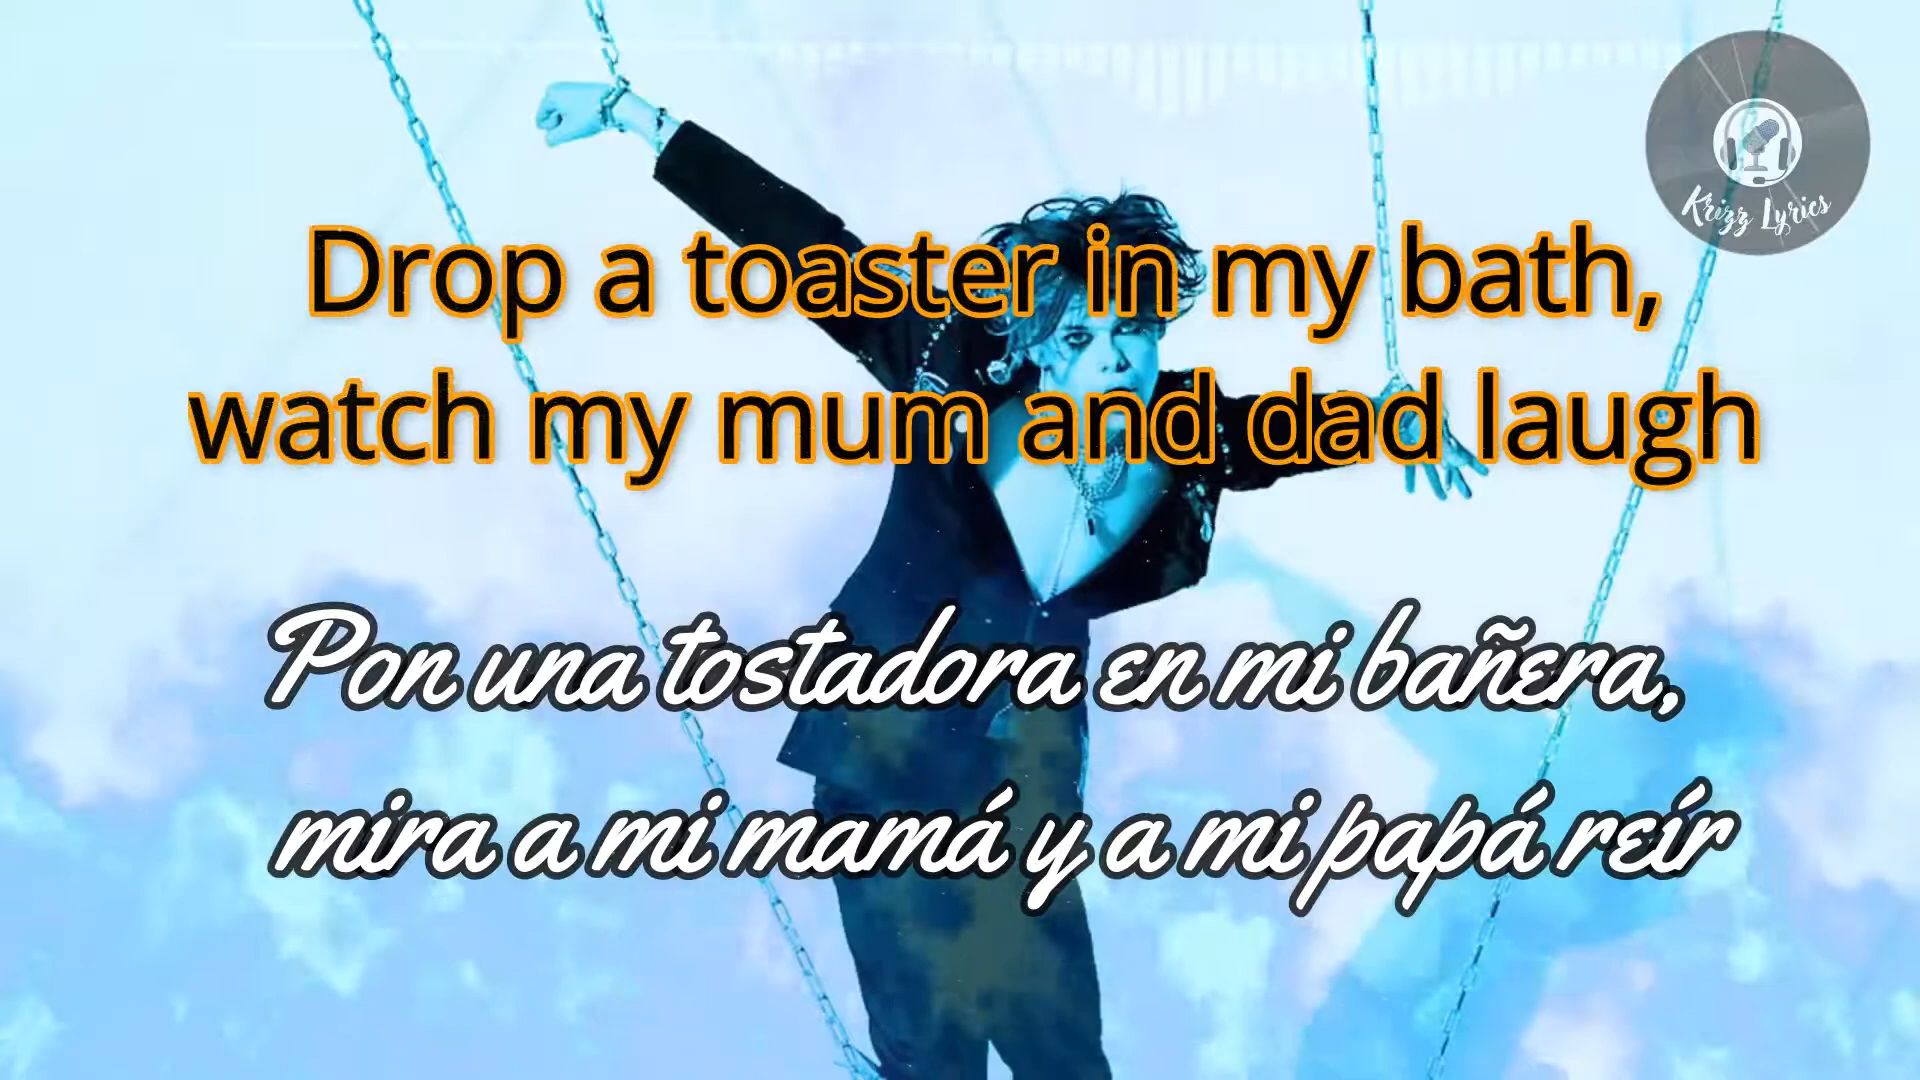 Krizz Lyrics
Drop a toaster in my bath,
watch my mum and dad laugh
Pon una tostadora en mi bañera,
mira a mi mamá y a mi papá reír